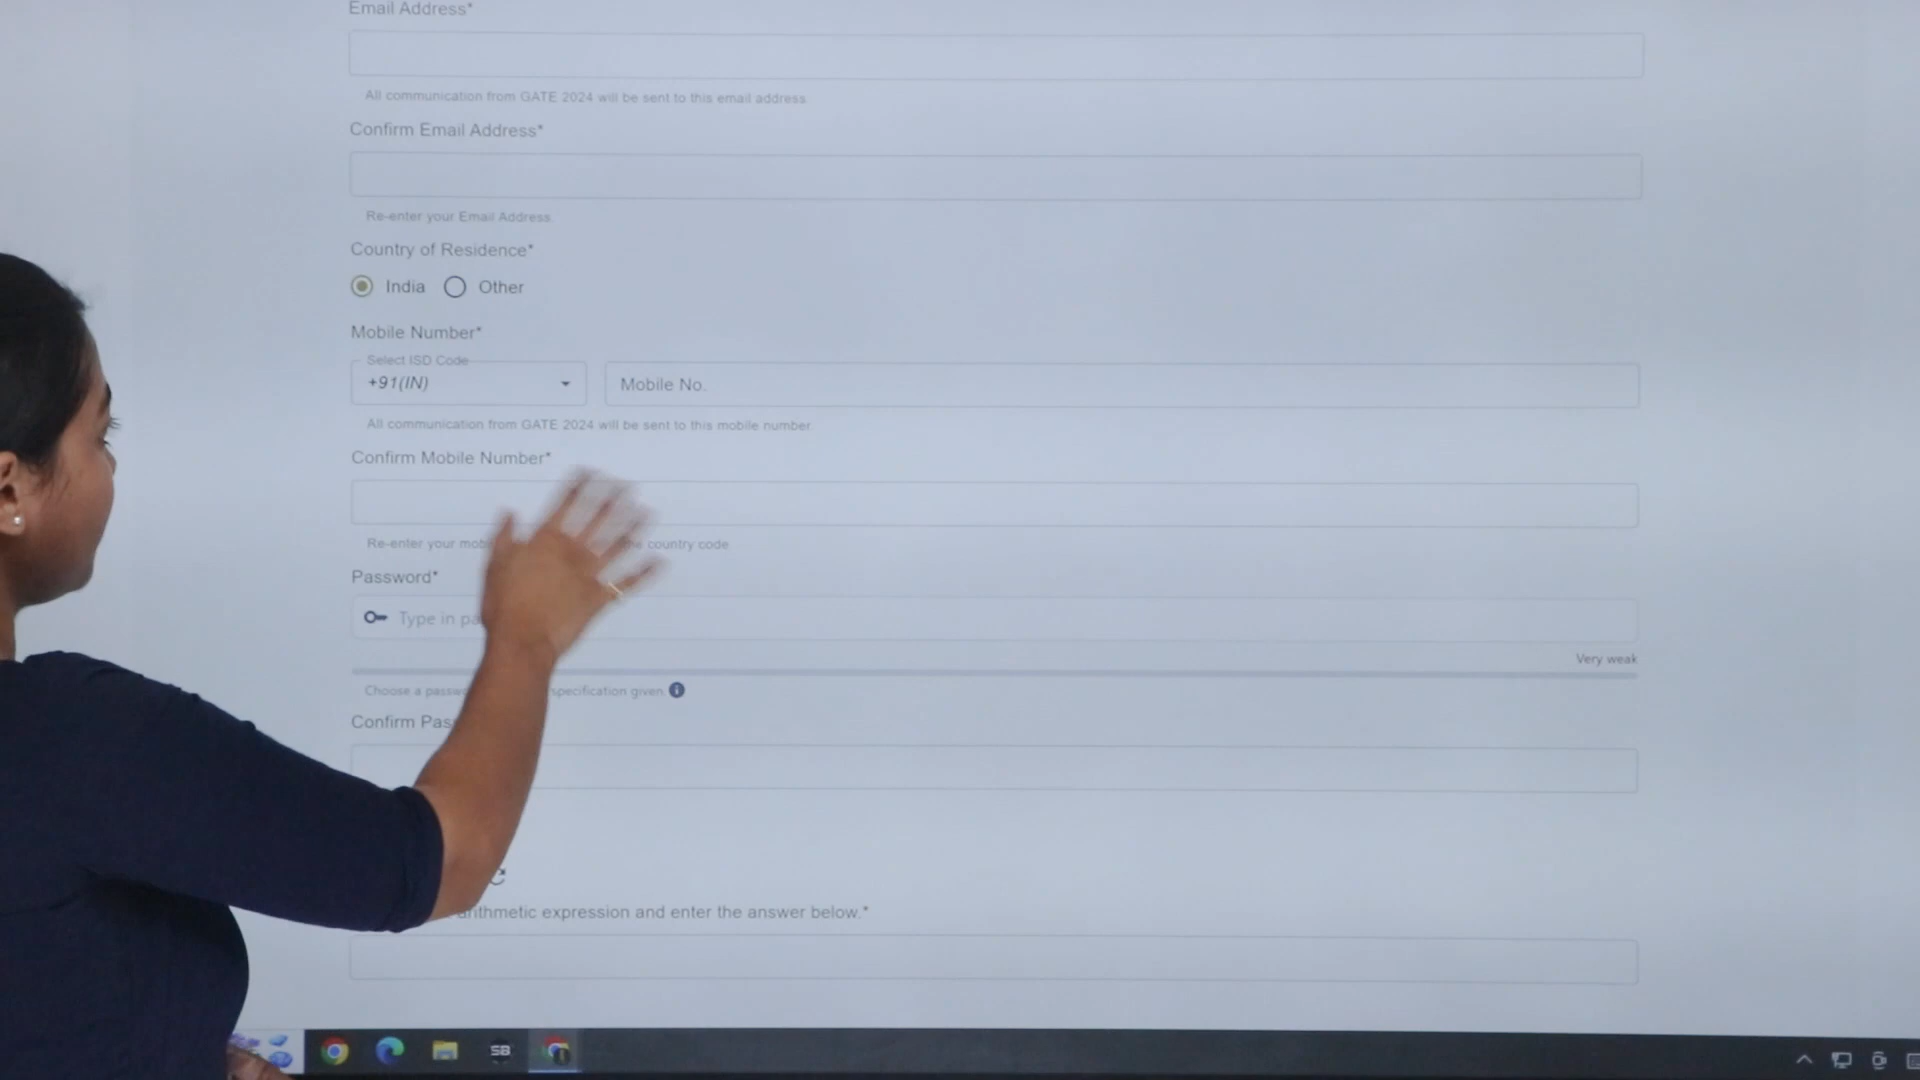 Email Address*
All communication from GATE 2024 will be sent to this email address
Confirm Email Address*
Re-enter your Email Address.
Country of Residence*
India Other
Mobile Number*
Select ISD Code
+91(IN) Mobile No.
All communication from GATE 2024 will be sent to this mobile number
Confirm Mobile Number*
Re-enter your country code
Password*
Type in
Very weak
Choose a specification given
Confirm
expression and enter the answer below.*
SB